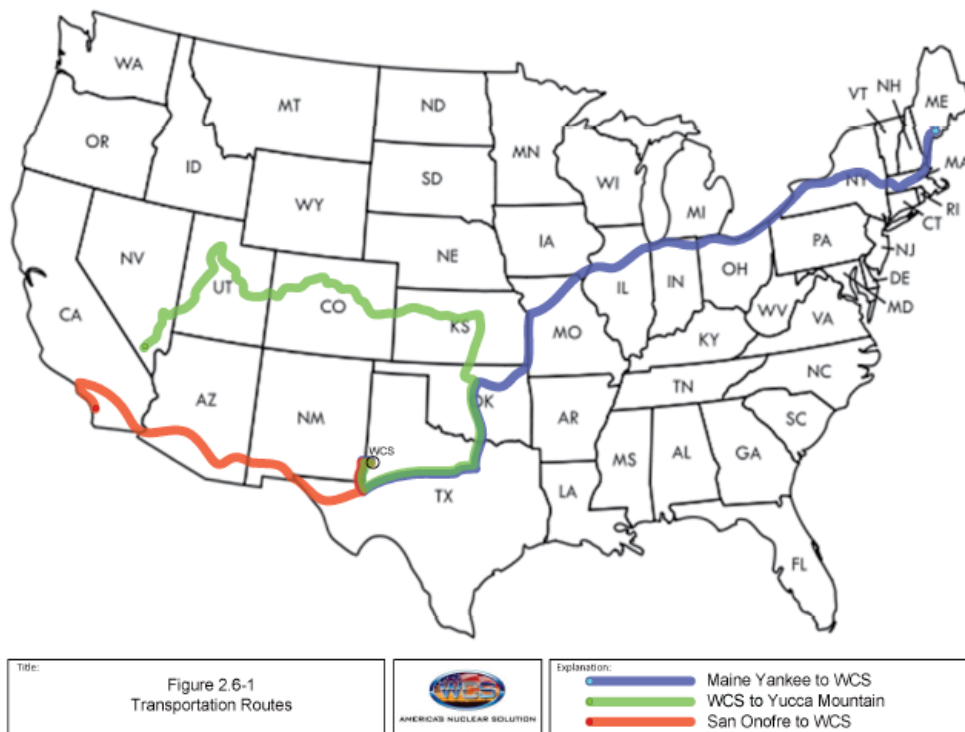 WA
MT
ND
MN
VT
NH
ME
OR
ID
SD
WI
MI
NY
MA
RI
CT
WY
IA
NE
PA
NJ
NV
UT
CO
KS
IL
IN
OH
DE
MD
CA
MO
WV
VA
KY
NC
AZ
NM
OK
AR
TN
SC
WCS
MS
AL
GA
TX
LA
FL
Title:
Figure 2.6-1
Transportation Routes
WCS
AMERICA'S NUCLEAR SOLUTION
Explanation:
Maine Yankee to WCS
WCS to Yucca Mountain
San Onofre to WCS